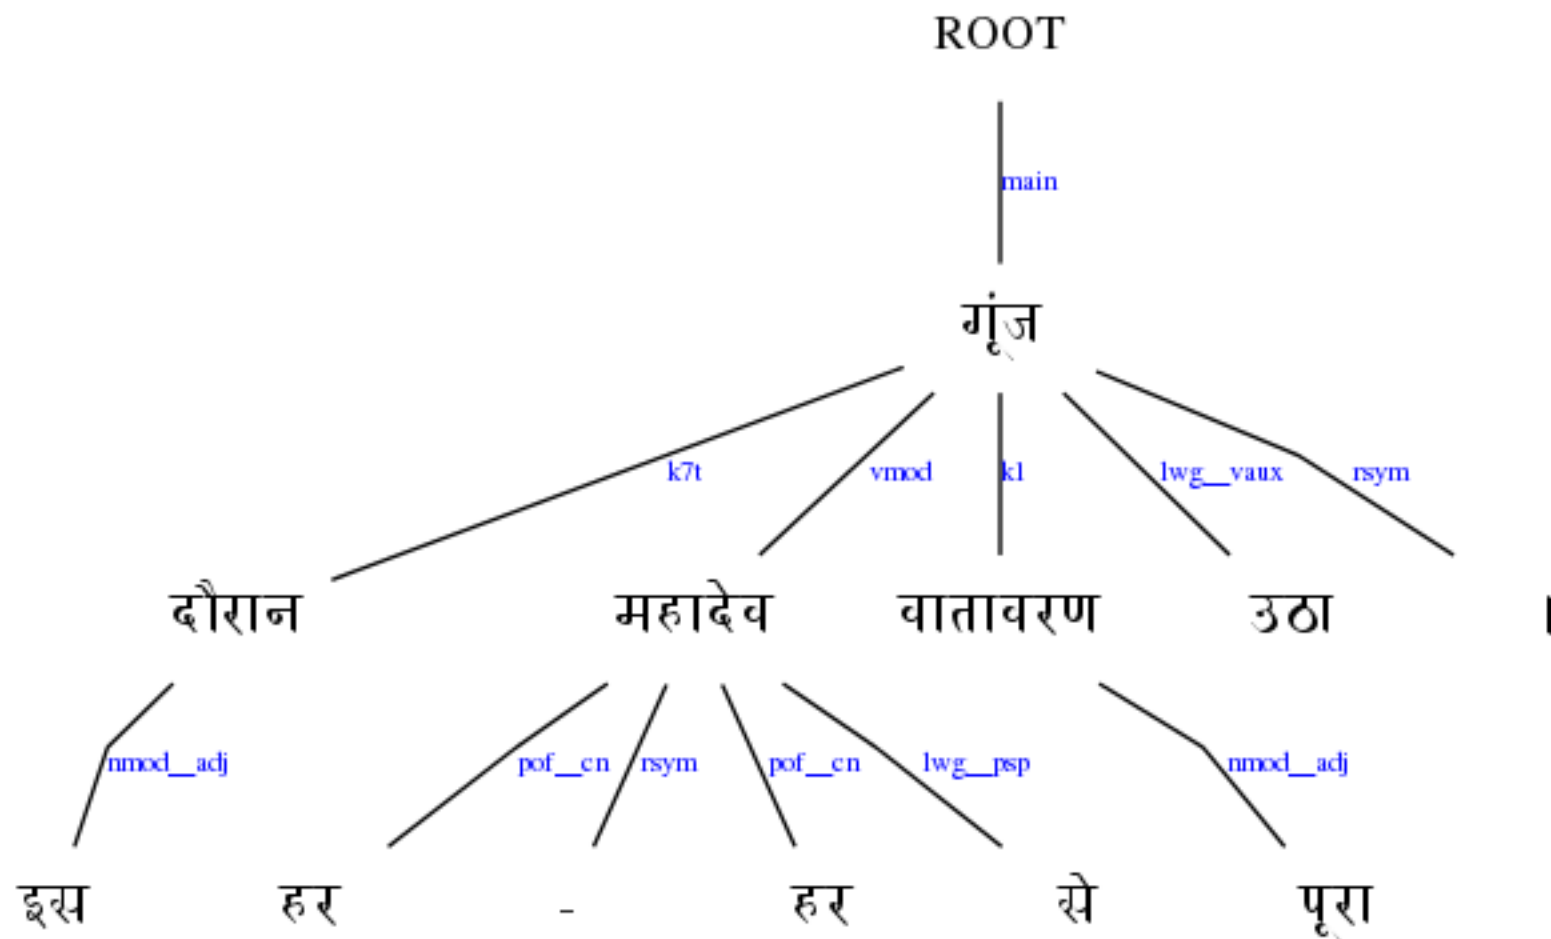 ROOT
main
गूंज
k7t vmod k1 lwg__vaux rsym
दौरान महादेव वातावरण उठा ।
nmod__adj pof__cn rsym pof__cn lwg__psp nmod__adj
इस हर - हर से पूरा